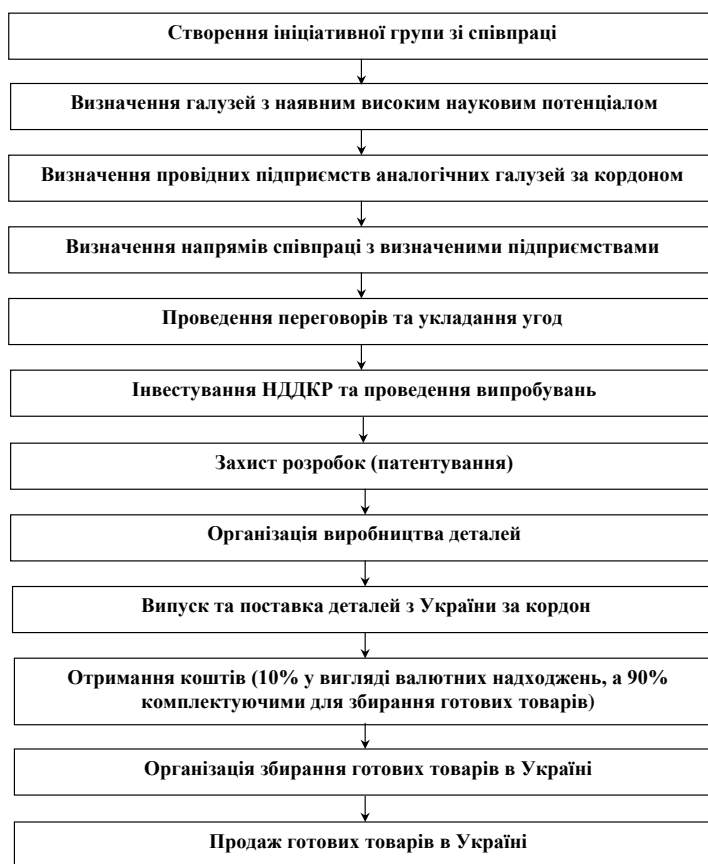 Створення ініціативної групи зі співпраці
Визначення галузей з наявним високим науковим потенціалом
Визначення провідних підприємств аналогічних галузей за кордоном
Визначення напрямів співпраці з визначеними підприємствами
Проведення переговорів та укладання угод
Інвестування НДДКР та проведення випробувань
Захист розробок (патентування)
Організація виробництва деталей
Випуск та поставка деталей з України за кордон
Отримання коштів (10% у вигляді валютних надходжень, а 90%
комплектуючими для збирання готових товарів)
Організація збирання готових товарів в Україні
Продаж готових товарів в Україні